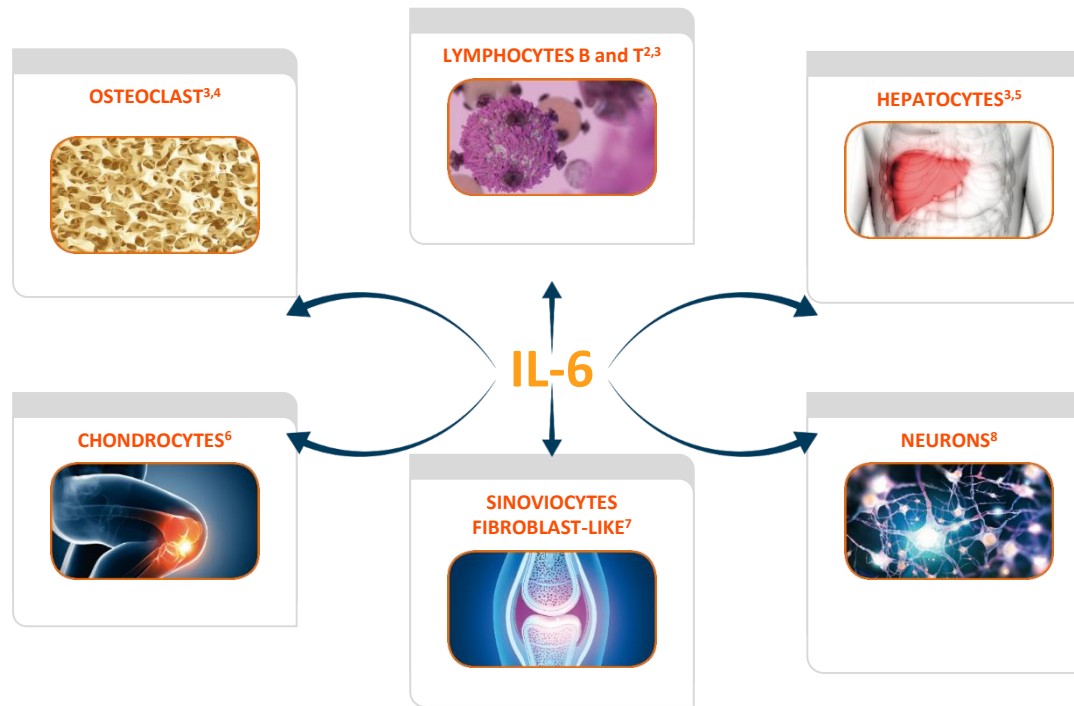 LYMPHOCYTES B and T2,3
OSTEOCLAST3,4
HEPATOCYTES3,5
IL-6
CHONDROCYTES6
NEURONS8
SINOVIOCYTES
FIBROBLAST-LIKE7